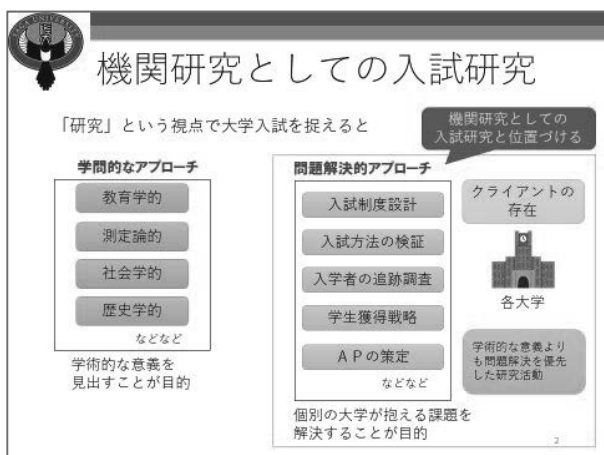 機関研究としての入試研究
「研究」という視点で大学入試を捉えると
機関研究としての
入試研究と位置づける
学問的なアプローチ
教育学的
測定論的
社会学的
歴史学的
などなど
学術的な意義を
見出すことが目的
問題解決的アプローチ
入試制度設計
入試方法の検証
入学者の追跡調査
学生獲得戦略
APの策定
などなど
個別の大学が抱える課題を
解決することが目的
クライアントの
存在
各大学
学術的な意義より
も問題解決を優先
した研究活動
2